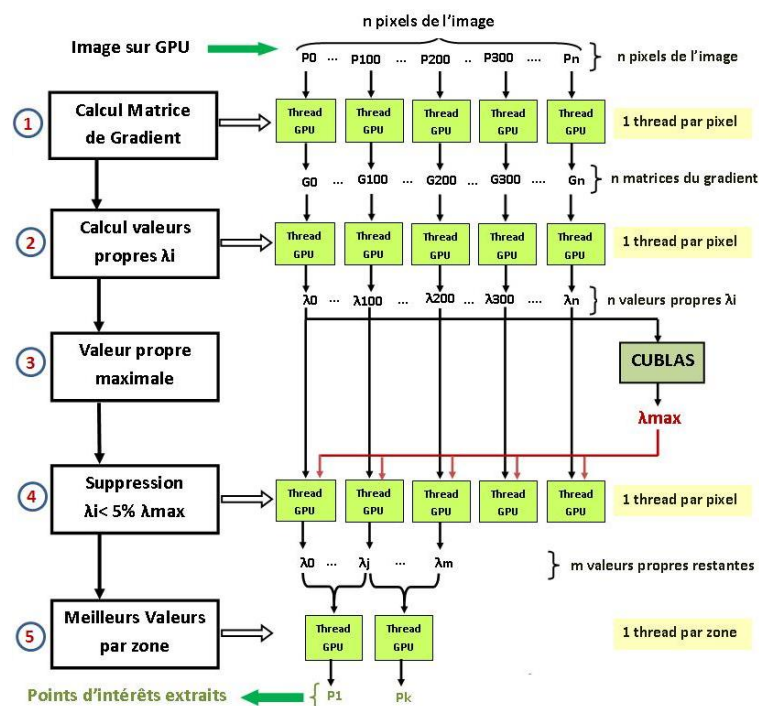 n pixels de l'image
Image sur GPU
P0 ... P100 ... P200 ... P300 .... Pn
n pixels de l'image
1
Calcul Matrice
de Gradient
Thread
GPU
Thread
GPU
Thread
GPU
Thread
GPU
Thread
GPU
1 thread par pixel
G0 ... G100 ... G200 ... G300 .... Gn
n matrices du gradient
2
Calcul valeurs
propres λi
Thread
GPU
Thread
GPU
Thread
GPU
Thread
GPU
Thread
GPU
1 thread par pixel
λ0 ... λ100 ... λ200 ... λ300 .... λn
n valeurs propres λi
3
Valeur propre
maximale
CUBLAS
λmax
4
Suppression
λi< 5% λmax
Thread
GPU
Thread
GPU
Thread
GPU
Thread
GPU
Thread
GPU
1 thread par pixel
λ0 ... λj ... λm
m valeurs propres restantes
5
Meilleurs Valeurs
par zone
Thread
GPU
Thread
GPU
1 thread par zone
Points d'intérêts extraits
P1
Pk